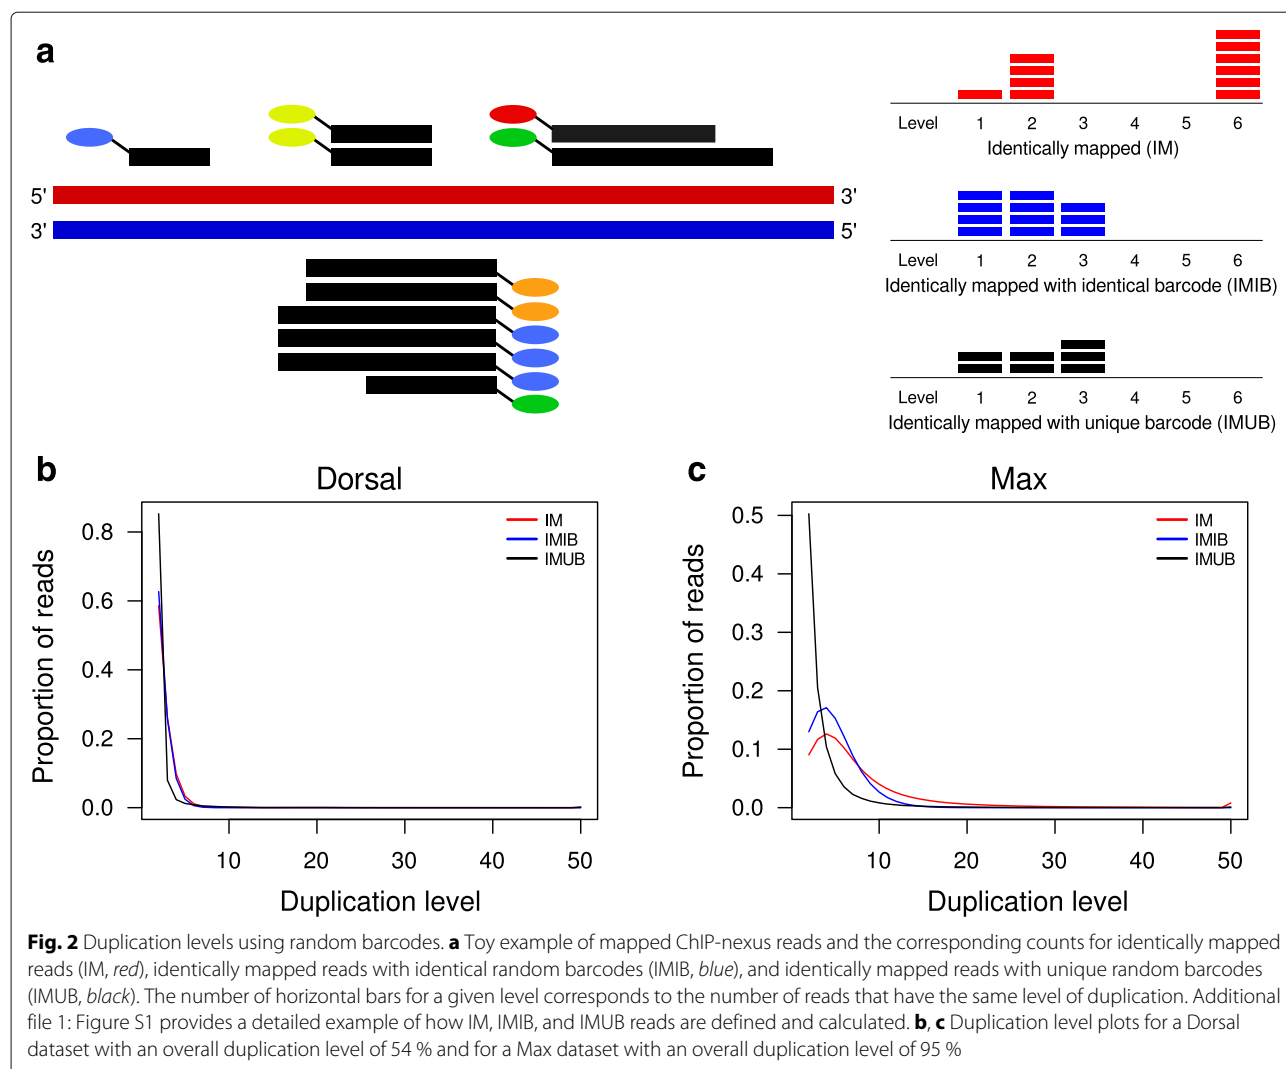 a
5'
3'
3'
5'
Level 1 2 3 4 5 6
Identically mapped (IM)
Level 1 2 3 4 5 6
Identically mapped with identical barcode (IMIB)
Level 1 2 3 4 5 6
Identically mapped with unique barcode (IMUB)
b
Dorsal
IM
IMIB
IMUB
Proportion of reads
0.8
0.6
0.4
0.2
0.0
10 20 30 40 50
Duplication level
c
Max
IM
IMIB
IMUB
Proportion of reads
0.5
0.4
0.3
0.2
0.1
0.0
10 20 30 40 50
Duplication level
Fig. 2 Duplication levels using random barcodes. a Toy example of mapped ChIP-nexus reads and the corresponding counts for identically mapped
reads (IM, red), identically mapped reads with identical random barcodes (IMIB, blue), and identically mapped reads with unique random barcodes
(IMUB, black). The number of horizontal bars for a given level corresponds to the number of reads that have the same level of duplication. Additional
file 1: Figure S1 provides a detailed example of how IM, IMIB, and IMUB reads are defined and calculated. b, c Duplication level plots for a Dorsal
dataset with an overall duplication level of 54 % and for a Max dataset with an overall duplication level of 95 %